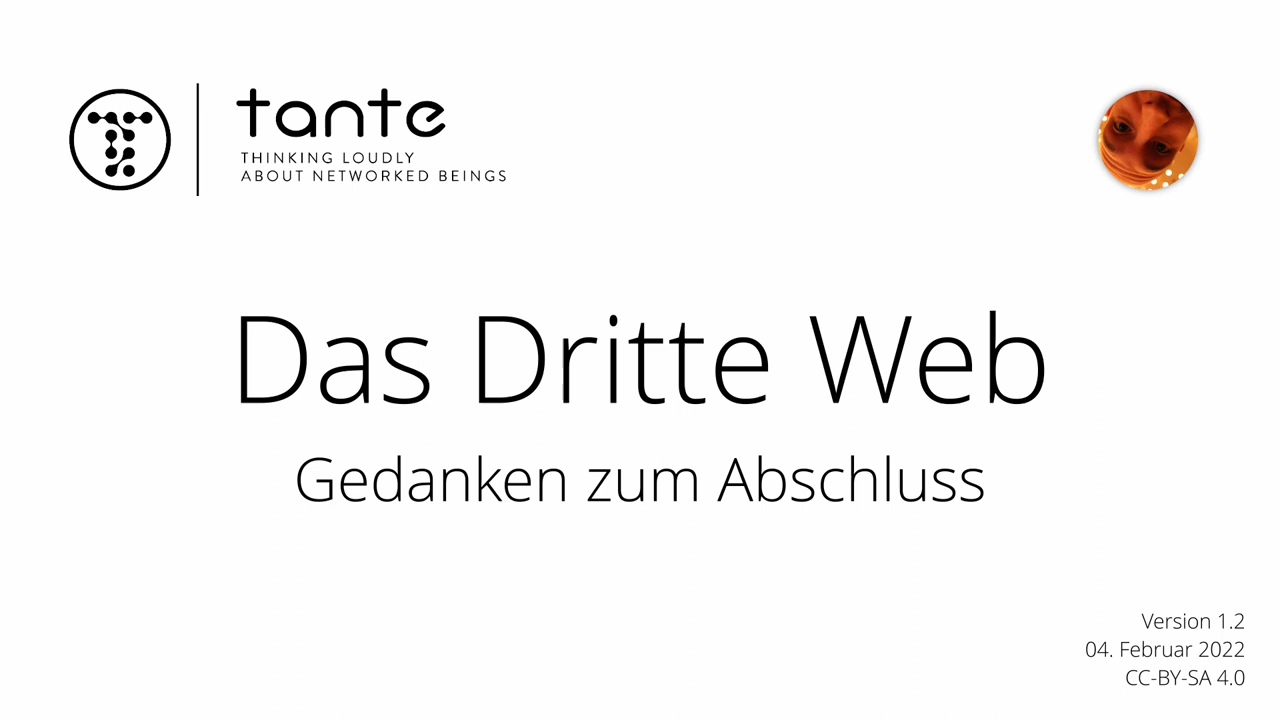 tante
THINKING LOUDLY
ABOUT NETWORKED BEINGS
Das Dritte Web
Gedanken zum Abschluss
Version 1.2
04. Februar 2022
CC-BY-SA 4.0